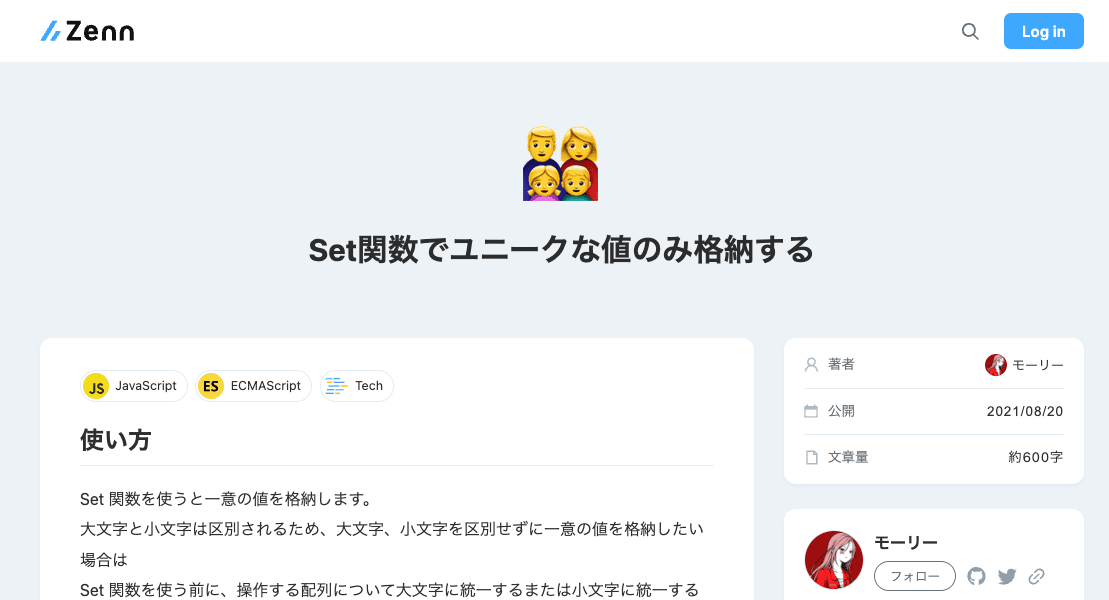 Zenn
Log in
Set関数でユニークな値のみ格納する
JS JavaScript
ES ECMAScript
Tech
使い方
Set 関数を使うと一意の値を格納します。
大文字と小文字は区別されるため、大文字、小文字を区別せずに一意の値を格納したい
場合は
Set 関数を使う前に、操作する配列について大文字に統一するまたは小文字に統一する
著者 モーリー
公開 2021/08/20
文章量 約600字
モーリー
フォロー